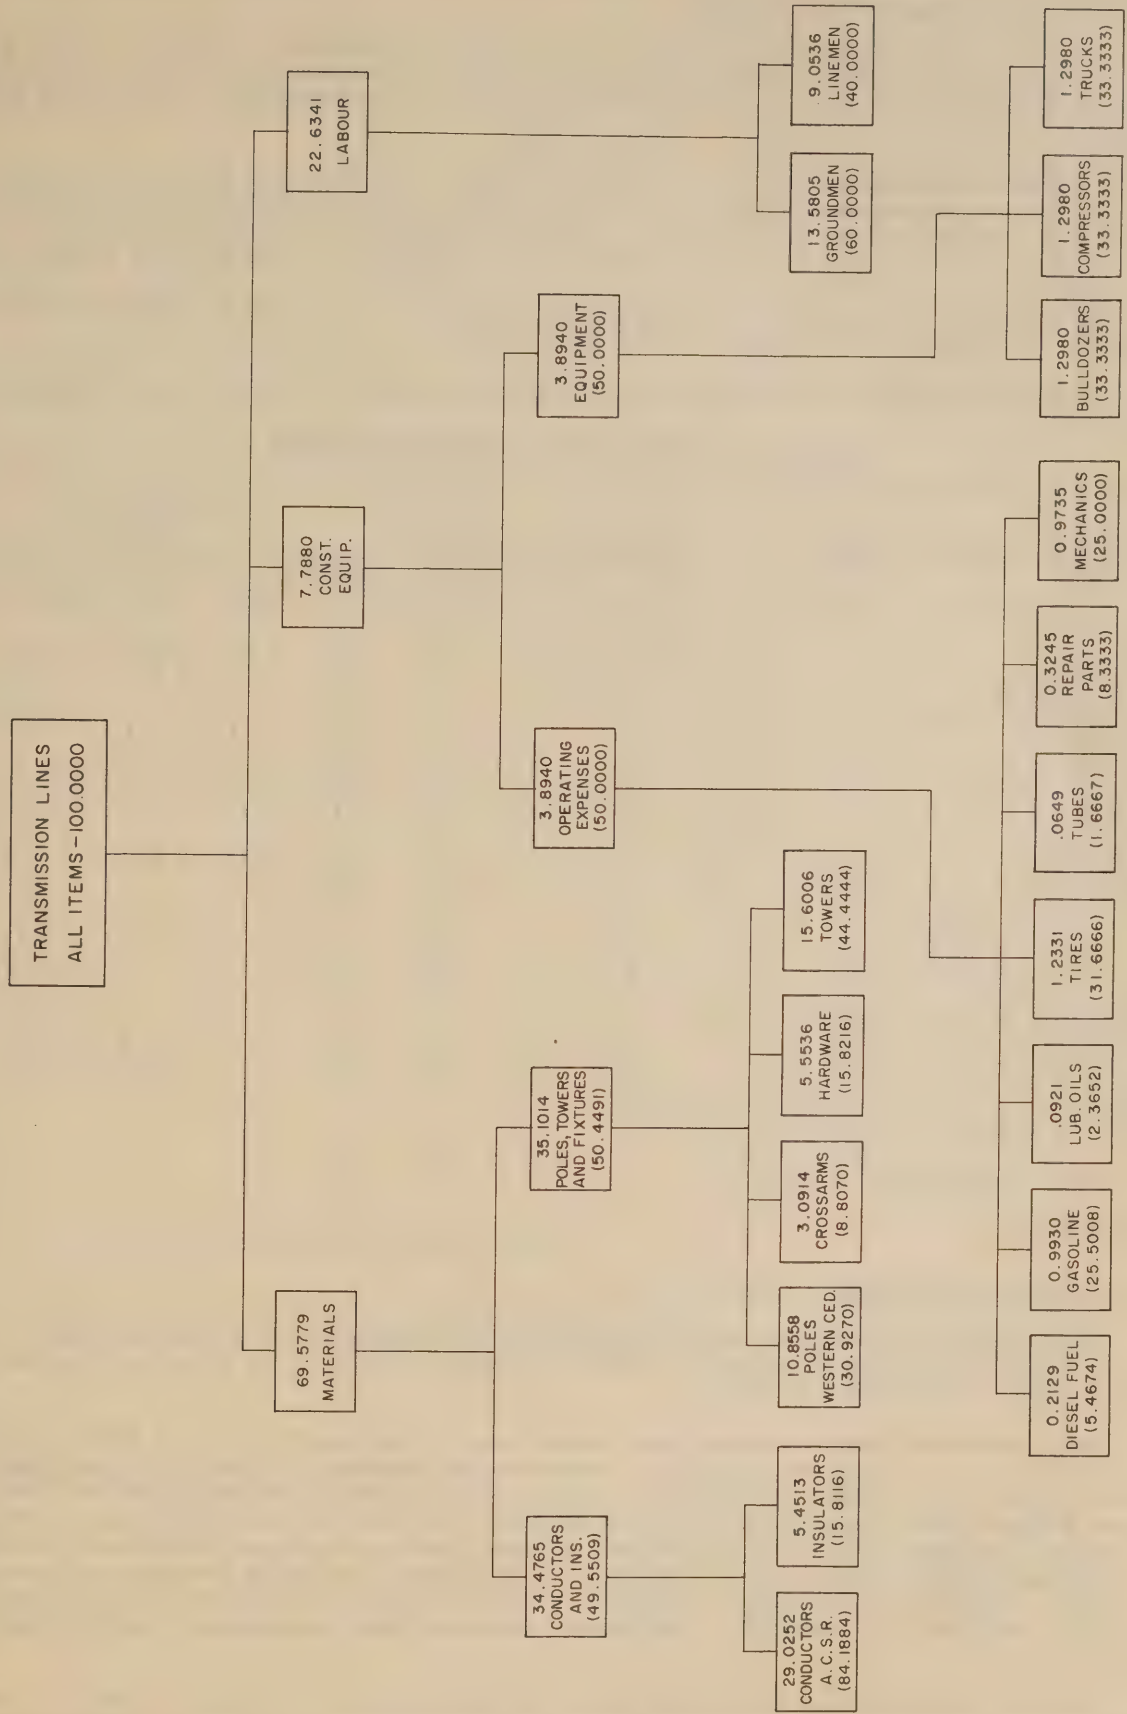 TRANSMISSION LINES
ALL ITEMS-100.0000
69.5779
MATERIALS
7.7880
CONST.
EQUIP.
22.6341
LABOUR
34.4765
CONDUCTORS
AND INS.
(49.5509)
35.1014
POLES, TOWERS
AND FIXTURES
(50.4491)
3.8940
OPERATING
EXPENSES
(50.0000)
3.8940
EQUIPMENT
(50.0000)
29.0252
CONDUCTORS
A.C.S.R.
(84.1884)
5.4513
INSULATORS
(15.8116)
10.8558
POLES
WESTERN CED.
(30.9270)
3.0914
CROSSARMS
(8.8070)
5.5536
HARDWARE
(15.8216)
15.6006
TOWERS
(44.4444)
13.5805
GROUNDMEN
(60.0000)
9.0536
LINEMEN
(40.0000)
0.2129
DIESEL FUEL
(5.4674)
0.9930
GASOLINE
(25.5008)
.0921
LUB. OILS
(2.3652)
1.2331
TIRES
(31.6666)
.0649
TUBES
(1.6667)
0.3245
REPAIR
PARTS
(8.3333)
0.9735
MECHANICS
(25.0000)
1.2980
BULLDOZERS
(33.3333)
1.2980
COMPRESSORS
(33.3333)
1.2980
TRUCKS
(33.3333)